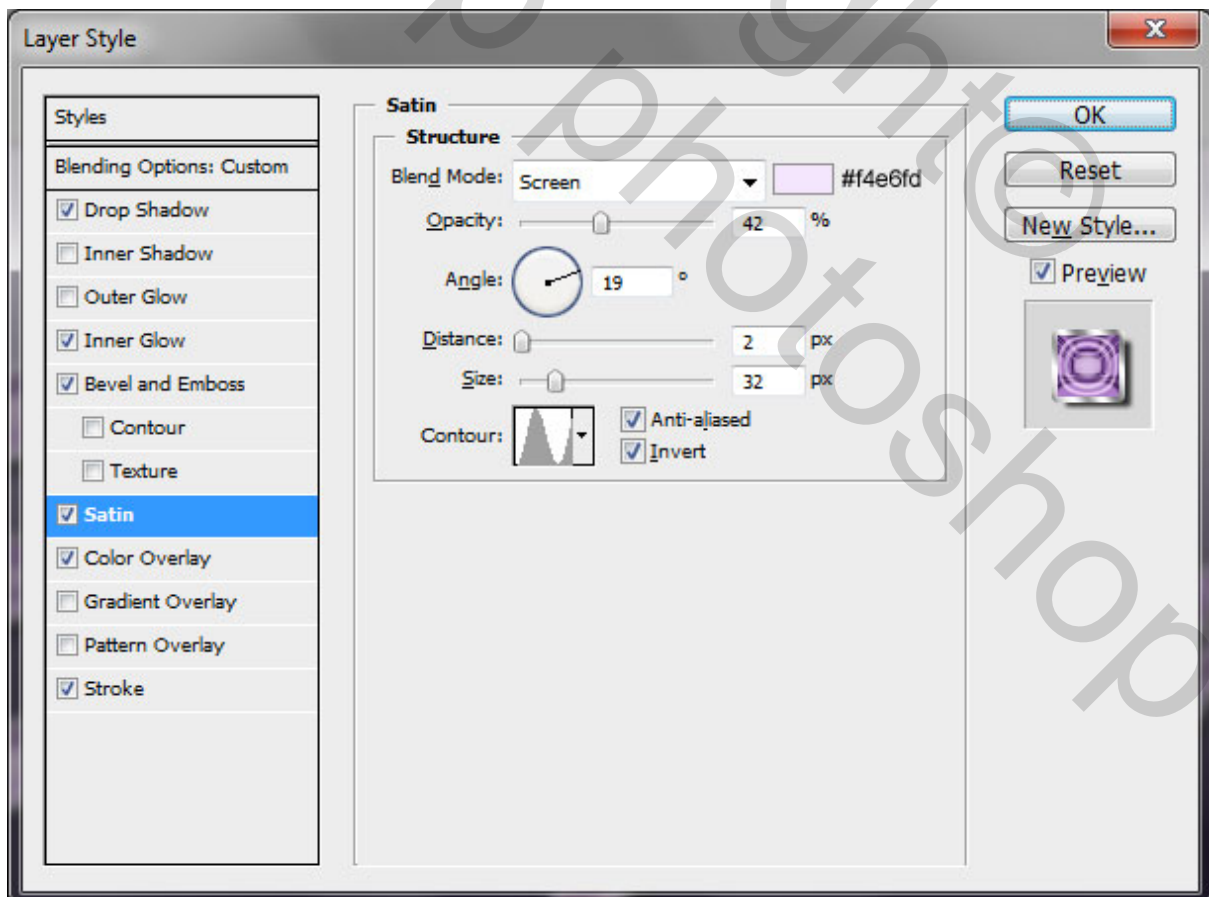 Layer Style
Styles
Blending Options: Custom
Drop Shadow
Inner Shadow
Outer Glow
Inner Glow
Bevel and Emboss
Contour
Texture
Satin
Color Overlay
Gradient Overlay
Pattern Overlay
Stroke
Satin
Structure
Blend Mode: Screen #f4e6fd
Opacity: 42 %
Angle: 19 °
Distance: 2 px
Size: 32 px
Contour: Anti-aliased
Invert
OK
Reset
New Style...
Preview
photoshop